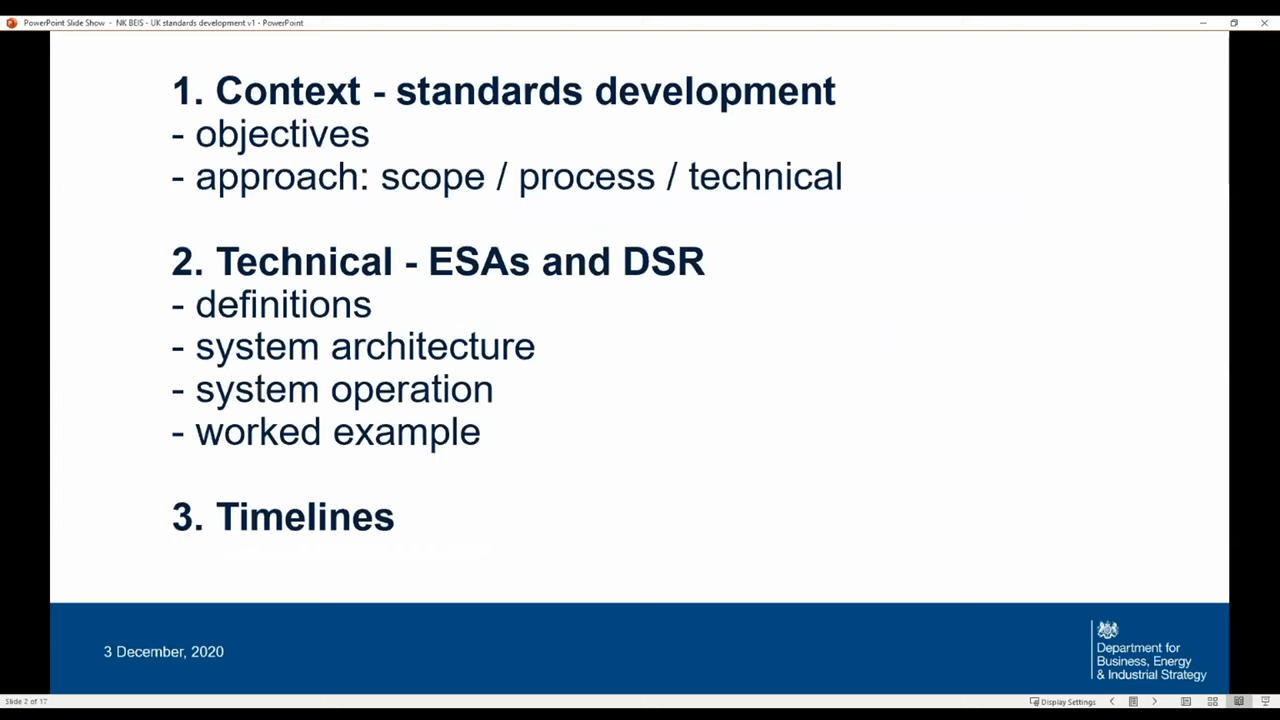 PowerPoint Slide Show - NK BEIS - UK standards development v1 - PowerPoint
1. Context - standards development
- objectives
- approach: scope / process / technical
2. Technical - ESAs and DSR
- definitions
- system architecture
- system operation
- worked example
3. Timelines
3 December, 2020
Department for
Business, Energy
& Industrial Strategy
Slide 2 of 17
Display Settings